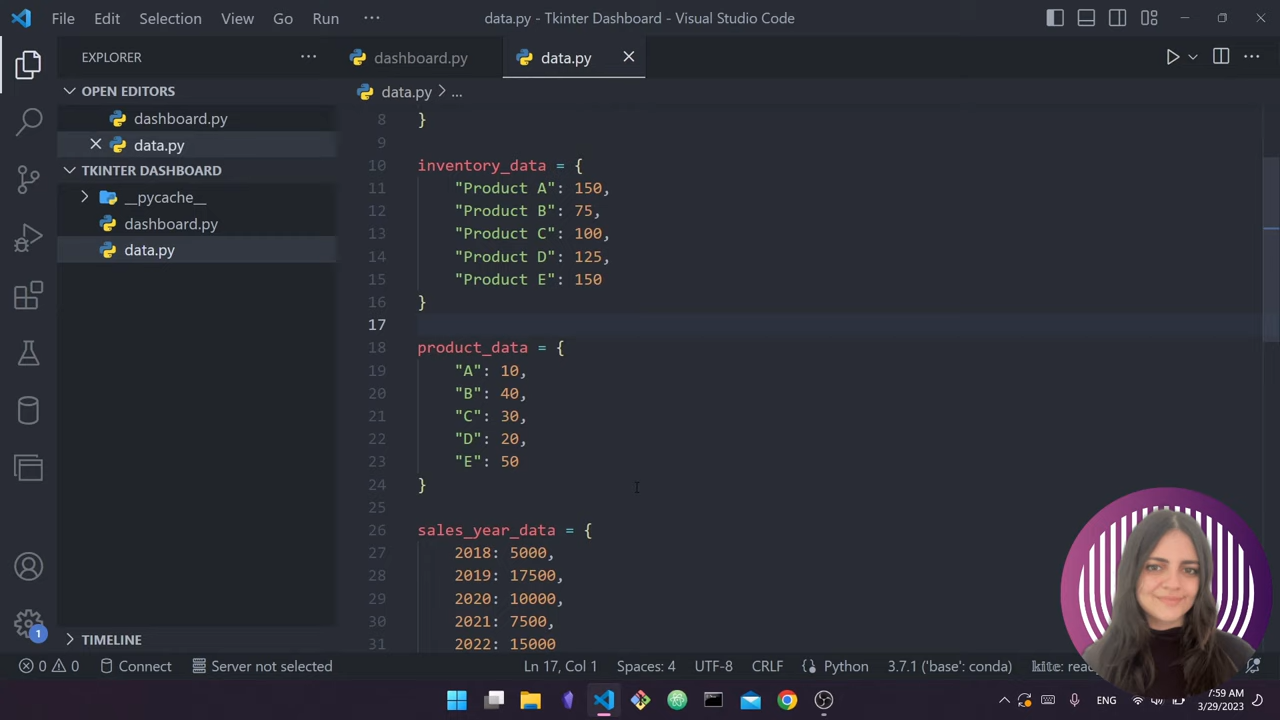 File Edit Selection View Go Run ··· data.py - Tkinter Dashboard - Visual Studio Code
EXPLORER ···
OPEN EDITORS
dashboard.py
data.py
TKINTER DASHBOARD
__pycache__
dashboard.py
data.py
TIMELINE
1
dashboard.py data.py
data.py > ...
8 }
9
10 inventory_data = {
11 "Product A": 150,
12 "Product B": 75,
13 "Product C": 100,
14 "Product D": 125,
15 "Product E": 150
16 }
17
18 product_data = {
19 "A": 10,
20 "B": 40,
21 "C": 30,
22 "D": 20,
23 "E": 50
24 }
25
26 sales_year_data = {
27 2018: 5000,
28 2019: 17500,
29 2020: 10000,
30 2021: 7500,
31 2022: 15000
0 0 Connect Server not selected Ln 17, Col 1 Spaces: 4 UTF-8 CRLF Python 3.7.1 ('base': conda) kite:
ENG 7:59 AM
3/29/2023